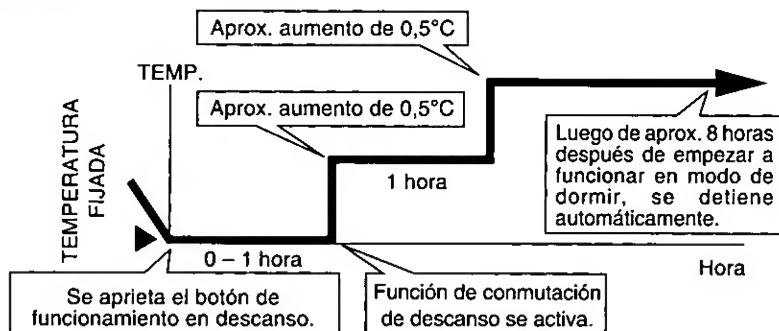 Aprox. aumento de 0,5°C
TEMP.
Aprox. aumento de 0,5°C
TEMPERATURA
FIJADA
1 hora
Luego de aprox. 8 horas
después de empezar a
funcionar en modo de
dormir, se detiene
automáticamente.
0 – 1 hora
Hora
Se aprieta el botón de
funcionamiento en descanso.
Función de conmutación
de descanso se activa.